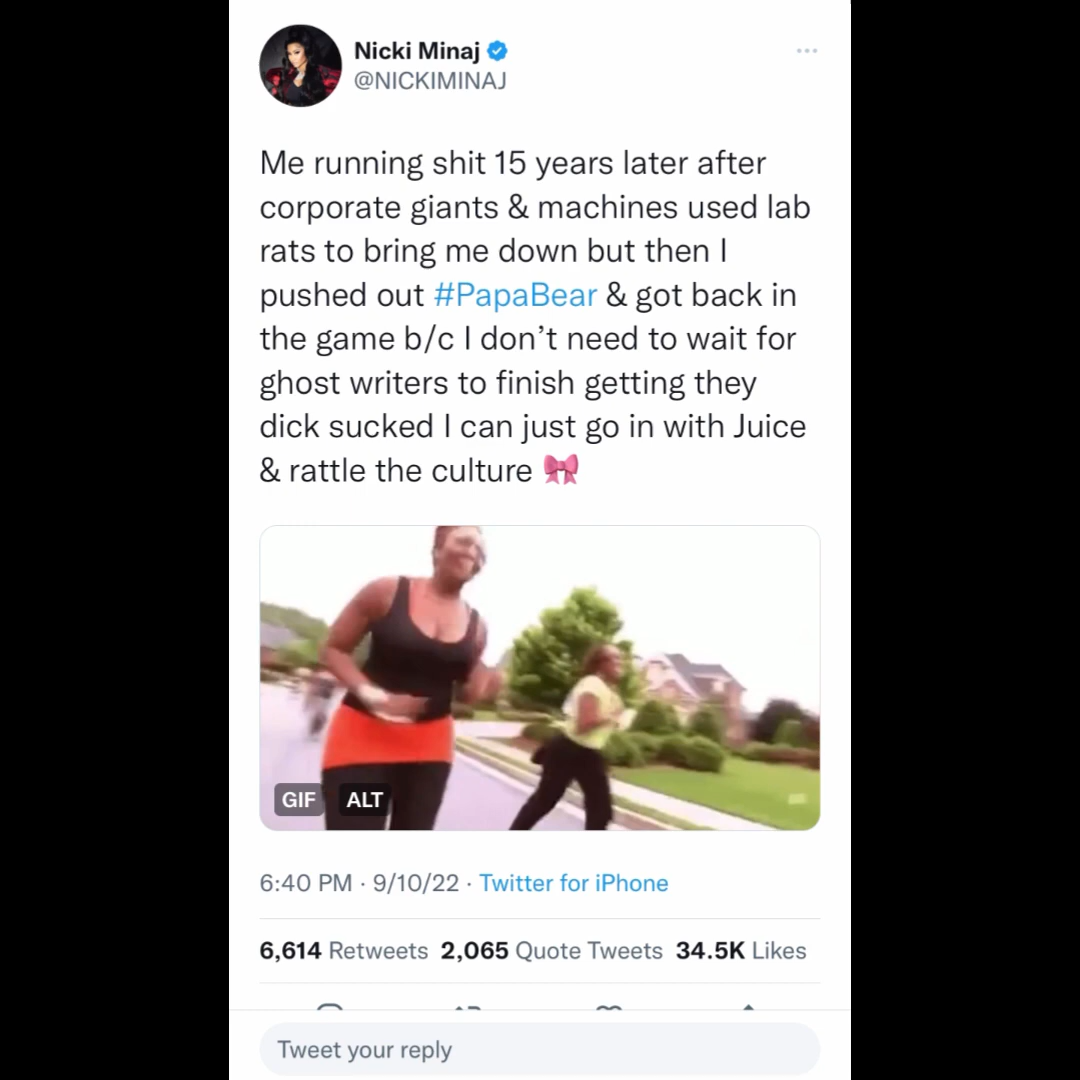 Nicki Minaj
@NICKIMINAJ
Me running shit 15 years later after
corporate giants & machines used lab
rats to bring me down but then I
pushed out #PapaBear & got back in
the game b/c I don’t need to wait for
ghost writers to finish getting they
dick sucked I can just go in with Juice
& rattle the culture 🎀
GIF ALT
6:40 PM · 9/10/22 · Twitter for iPhone
6,614 Retweets 2,065 Quote Tweets 34.5K Likes
Tweet your reply